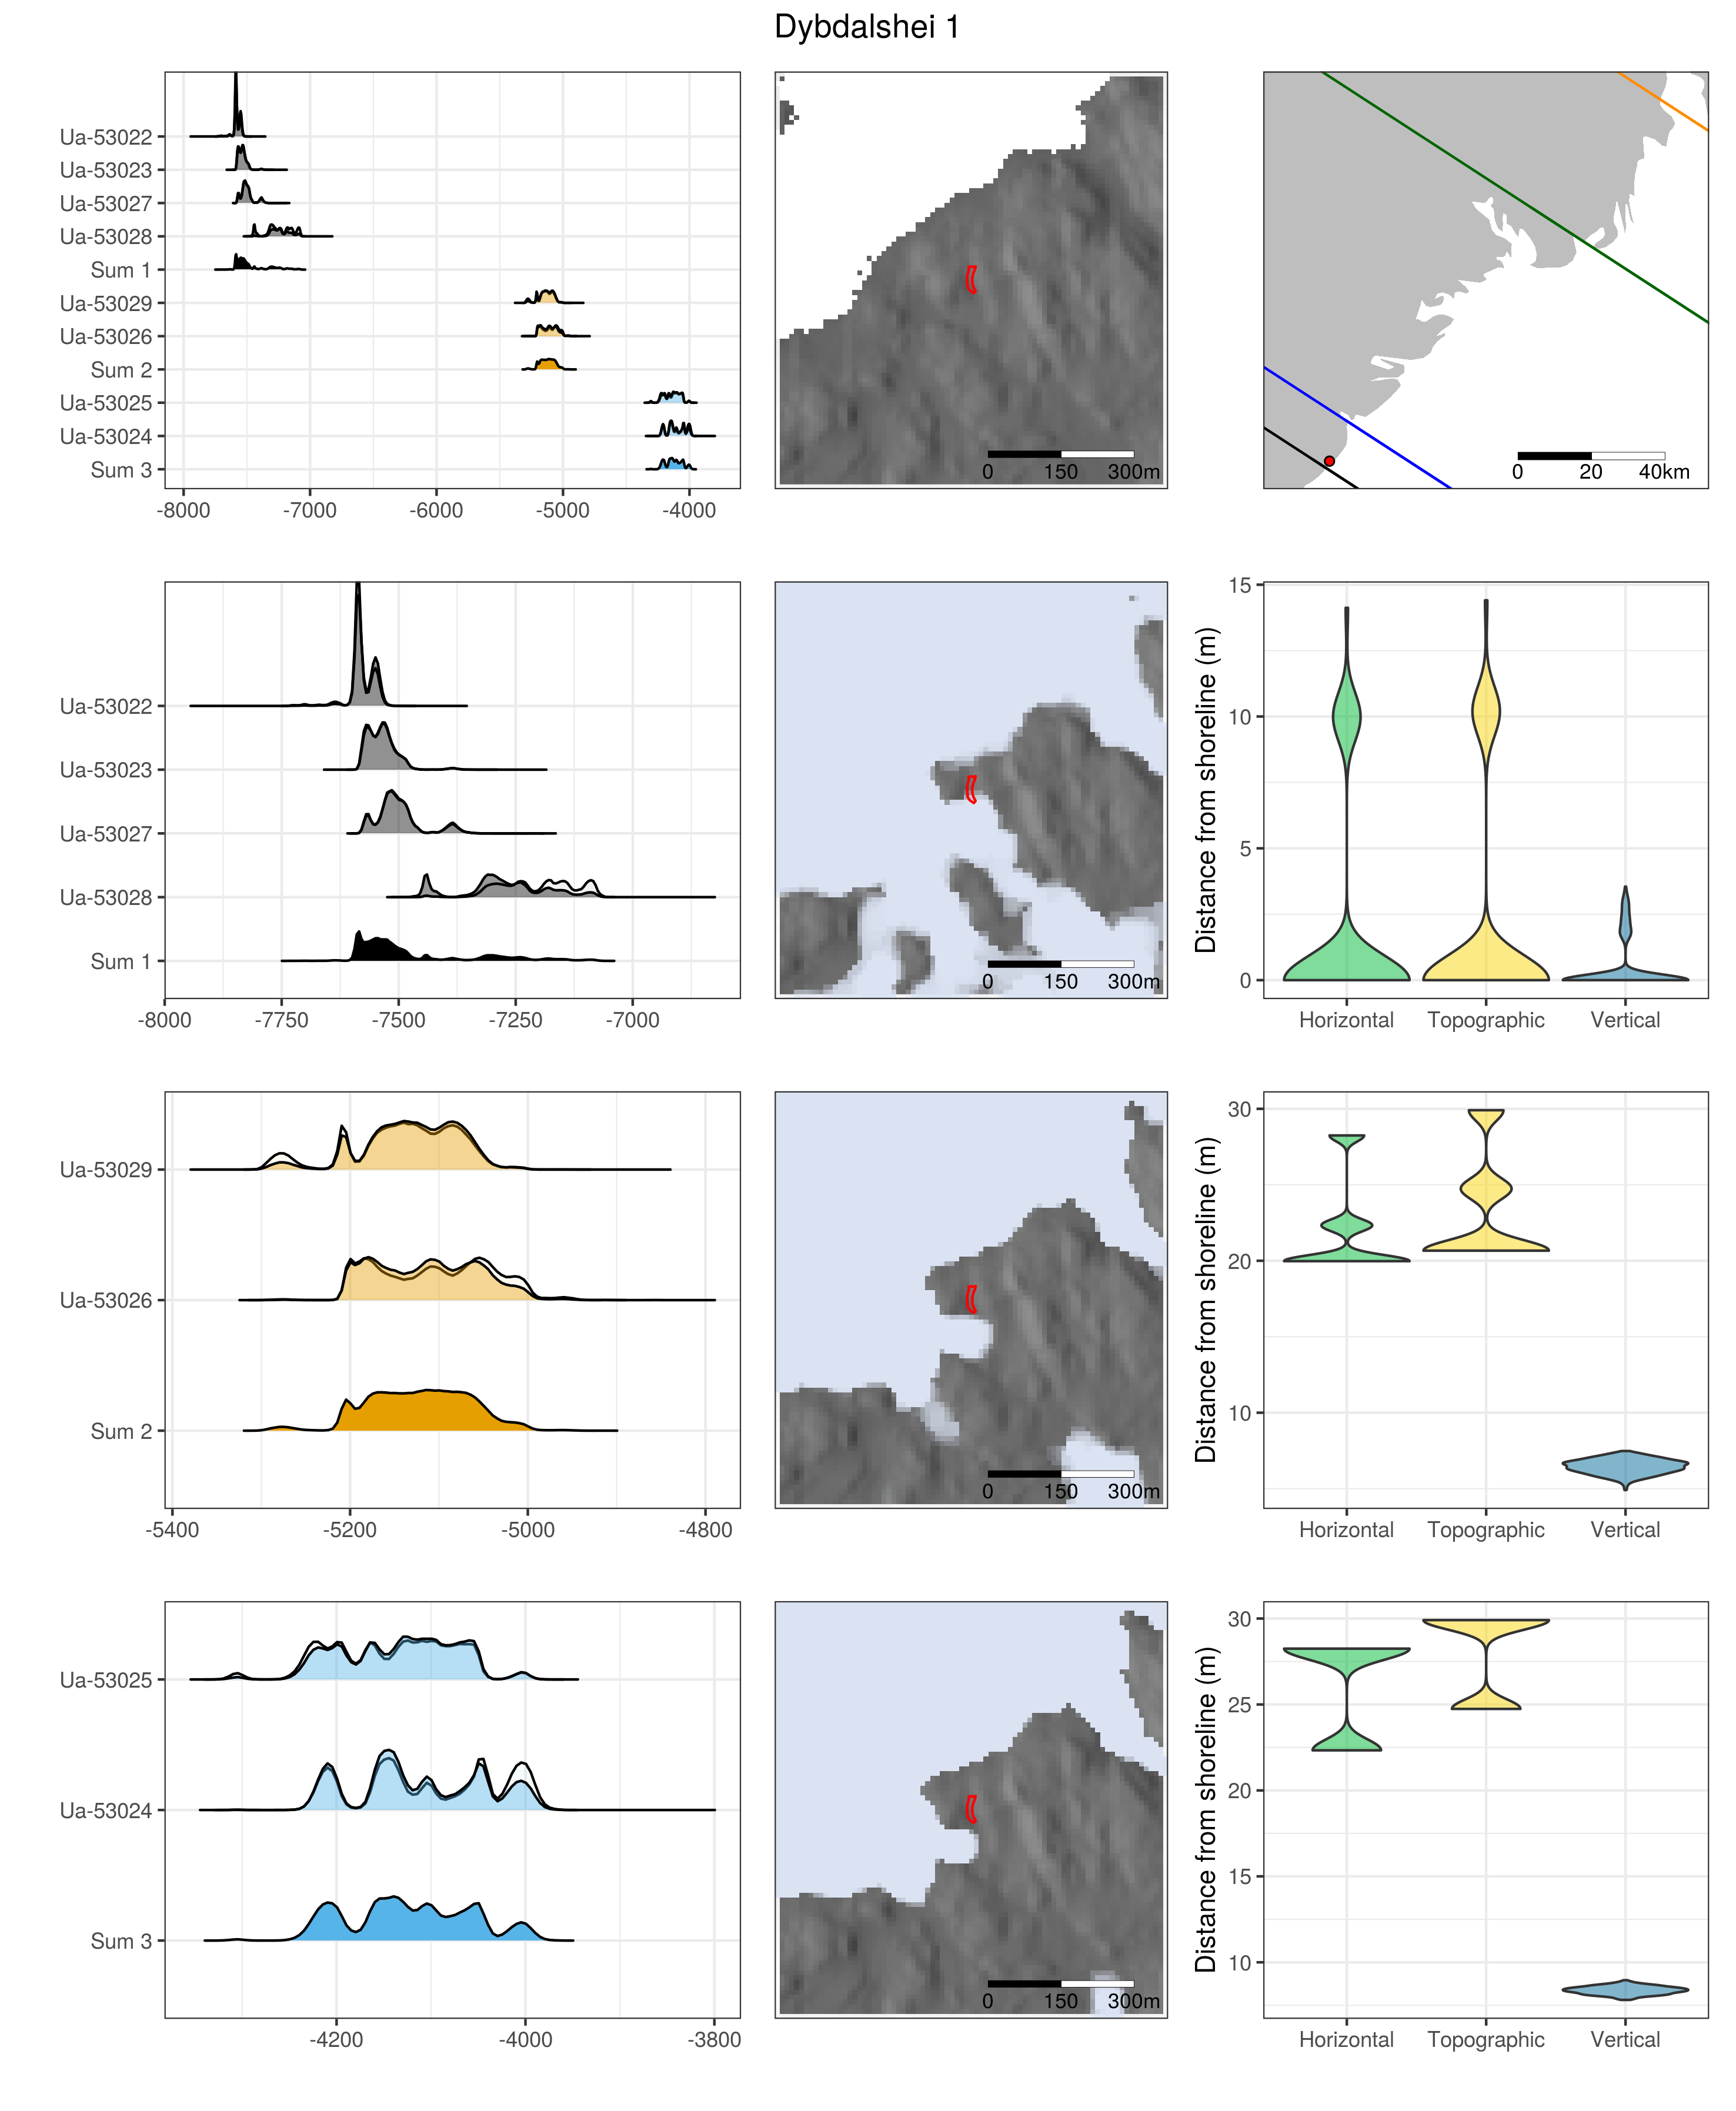 Dybdalshei 1
Ua-53022
Ua-53023
Ua-53027
Ua-53028
Sum 1
Ua-53029
Ua-53026
Sum 2
Ua-53025
Ua-53024
Sum 3
-8000 -7000 -6000 -5000 -4000
0 150 300m
0 20 40km
Ua-53022
Ua-53023
Ua-53027
Ua-53028
Sum 1
-8000 -7750 -7500 -7250 -7000
0 150 300m
Distance from shoreline (m)
15
10
5
0
Horizontal Topographic Vertical
Ua-53029
Ua-53026
Sum 2
-5400 -5200 -5000 -4800
0 150 300m
Distance from shoreline (m)
30
20
10
Horizontal Topographic Vertical
Ua-53025
Ua-53024
Sum 3
-4200 -4000 -3800
0 150 300m
Distance from shoreline (m)
30
25
20
15
10
Horizontal Topographic Vertical